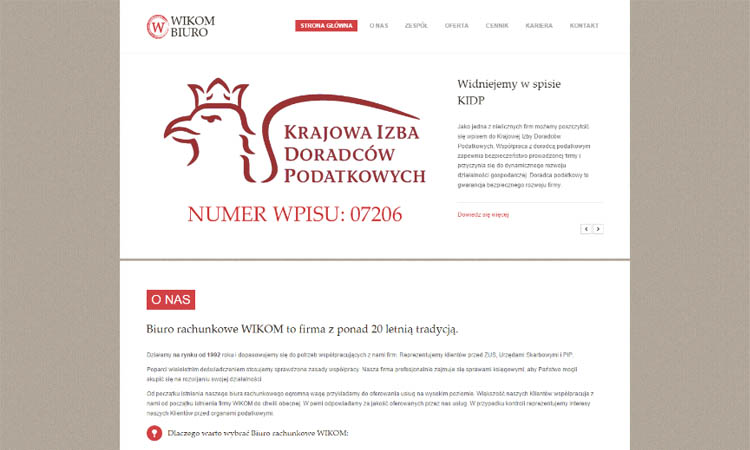 WIKOM
BIURO
STRONA GŁÓWNA O NAS ZESPÓŁ OFERTA CENNIK KARIERA KONTAKT
Widniejemy w spisie
KIDP
KRAJOWA IZBA
DORADCÓW
PODATKOWYCH
NUMER WPISU: 07206
Jako jedna z nielicznych firm możemy poszczycić
się wpisem do Krajowej Izby Doradców
Podatkowych. Współpraca z doradcą podatkowym
zapewnia bezpieczeństwo prowadzonej firmy i
przyczynia się do dynamicznego rozwoju
działalności gospodarczej. Doradca podatkowy to
gwarancja bezpiecznego rozwoju firmy.
Dowiedz się więcej
O NAS
Biuro rachunkowe WIKOM to firma z ponad 20 letnią tradycją.
Działamy na rynku od 1992 roku i dopasowujemy się do potrzeb współpracujących z nami firm. Reprezentujemy klientów przed ZUS, Urzędami Skarbowymi i PIP.
Poparci wieloletnim doświadczeniem stosujemy sprawdzone zasady współpracy. Nasza firma profesjonalnie zajmuje się sprawami księgowymi, aby Państwo mogli
skupić się na rozwijaniu swojej działalności.
Od początku istnienia naszego biura rachunkowego ogromną wagę przykładamy do oferowania usług na wysokim poziomie. Większość naszych Klientów współpracuje z
nami od początku istnienia firmy WIKOM do chwili obecnej. W pełni odpowiadamy za jakość oferowanych przez nas usług. W przypadku kontroli reprezentujemy interesy
naszych Klientów przed organami podatkowymi.
Dlaczego warto wybrać Biuro rachunkowe WIKOM: